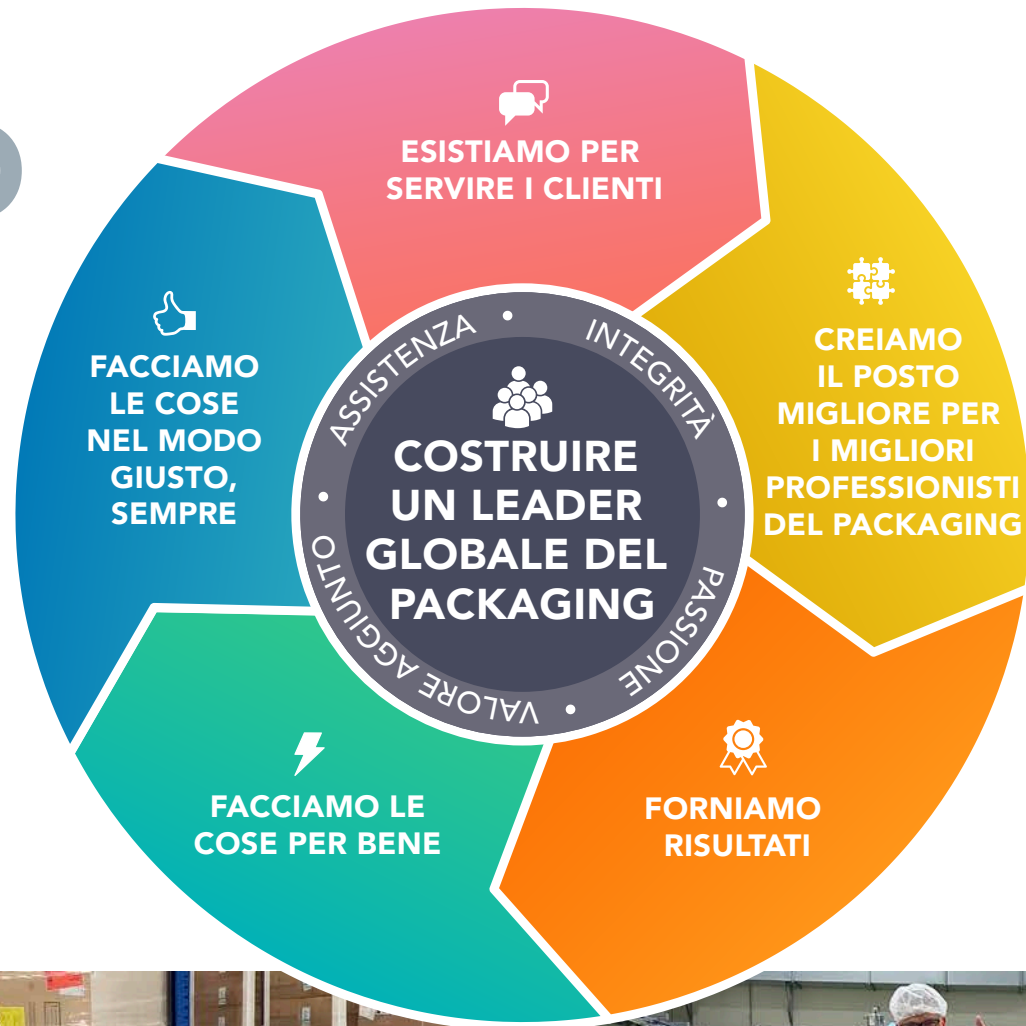 ESISTIAMO PER
SERVIRE I CLIENTI
CREIAMO
IL POSTO
MIGLIORE PER
I MIGLIORI
PROFESSIONISTI
DEL PACKAGING
FORNIAMO
RISULTATI
FACCIAMO LE
COSE PER BENE
FACCIAMO
LE COSE
NEL MODO
GIUSTO,
SEMPRE
ASSISTENZA • INTEGRITÀ • PASSIONE • VALORE AGGIUNTO •
COSTRUIRE
UN LEADER
GLOBALE DEL
PACKAGING